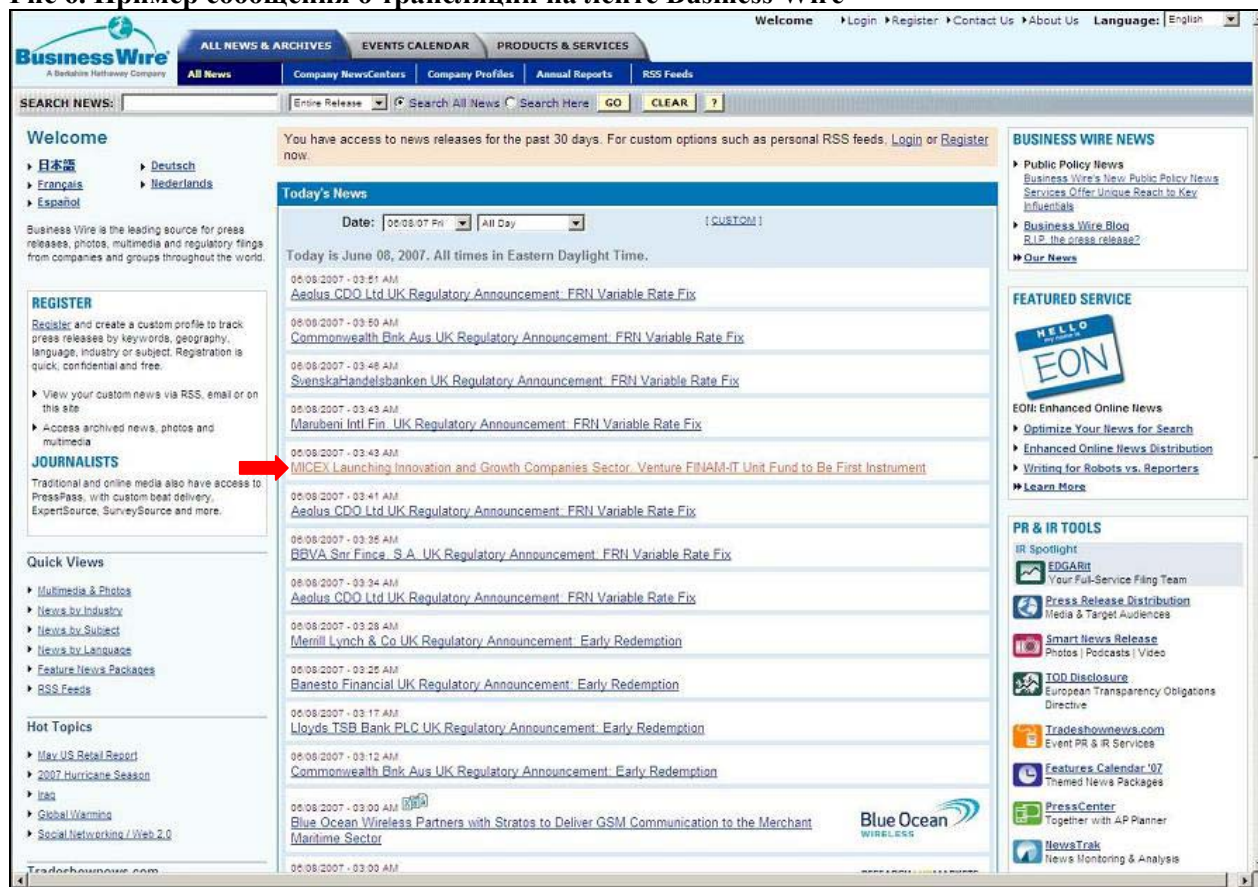 Рис 6. Пример сообщения о трансляции на ленте Business Wire
Welcome Login Register Contact Us About Us Language: English
BusinessWire
A Berkshire Hathaway Company
ALL NEWS & ARCHIVES EVENTS CALENDAR PRODUCTS & SERVICES
All News Company NewsCenters Company Profiles Annual Reports RSS Feeds
SEARCH NEWS: Entire Release Search All News Search Here GO CLEAR ?
Welcome
日本語 Deutsch
Français Nederlands
Español
Business Wire is the leading source for press
releases, photos, multimedia and regulatory filings
from companies and groups throughout the world.
REGISTER
Register and create a custom profile to track
press releases by keywords, geography,
language, industry or subject. Registration is
quick, confidential and free.
View your custom news via RSS, email or on
this site
Access archived news, photos and
multimedia
JOURNALISTS
Traditional and online media also have access to
PressPass, with custom beat delivery,
ExpertSource, SurveySource and more.
Quick Views
Multimedia & Photos
News by Industry
News by Subject
News by Language
Feature News Packages
RSS Feeds
Hot Topics
May US Retail Report
2007 Hurricane Season
Iraq
Global Warming
Social Networking / Web 2.0
Tradeshownews.com
You have access to news releases for the past 30 days. For custom options such as personal RSS feeds, Login or Register
now.
Today's News
Date: 06/08/07 Fri All Day [ CUSTOM ]
Today is June 08, 2007. All times in Eastern Daylight Time.
06/08/2007 - 03:51 AM
Aeolus CDO Ltd UK Regulatory Announcement: FRN Variable Rate Fix
06/08/2007 - 03:50 AM
Commonwealth Bnk Aus UK Regulatory Announcement: FRN Variable Rate Fix
06/08/2007 - 03:46 AM
SvenskaHandelsbanken UK Regulatory Announcement: FRN Variable Rate Fix
06/08/2007 - 03:43 AM
Marubeni Intl Fin. UK Regulatory Announcement: FRN Variable Rate Fix
06/08/2007 - 03:43 AM
MICEX Launching Innovation and Growth Companies Sector. Venture FINAM-IT Unit Fund to Be First Instrument
06/08/2007 - 03:41 AM
Aeolus CDO Ltd UK Regulatory Announcement: FRN Variable Rate Fix
06/08/2007 - 03:36 AM
BBVA Snr Fince. S.A. UK Regulatory Announcement: FRN Variable Rate Fix
06/08/2007 - 03:34 AM
Aeolus CDO Ltd UK Regulatory Announcement: FRN Variable Rate Fix
06/08/2007 - 03:28 AM
Merrill Lynch & Co UK Regulatory Announcement: Early Redemption
06/08/2007 - 03:25 AM
Banesto Financial UK Regulatory Announcement: Early Redemption
06/08/2007 - 03:17 AM
Lloyds TSB Bank PLC UK Regulatory Announcement: Early Redemption
06/08/2007 - 03:12 AM
Commonwealth Bnk Aus UK Regulatory Announcement: Early Redemption
06/08/2007 - 03:00 AM
Blue Ocean Wireless Partners with Stratos to Deliver GSM Communication to the Merchant
Maritime Sector
Blue Ocean
WIRELESS
06/08/2007 - 03:00 AM
BUSINESS WIRE NEWS
Public Policy News
Business Wire's New Public Policy News
Services Offer Unique Reach to Key
Influentials
Business Wire Blog
R.I.P. the press release?
Our News
FEATURED SERVICE
HELLO
my name is
EON
EON: Enhanced Online News
Optimize Your News for Search
Enhanced Online News Distribution
Writing for Robots vs. Reporters
Learn More
PR & IR TOOLS
IR Spotlight
EDGARit
Your Full-Service Filing Team
Press Release Distribution
Media & Target Audiences
Smart News Release
Photos | Podcasts | Video
TOD Disclosure
European Transparency Obligations
Directive
Tradeshownews.com
Event PR & IR Services
Features Calendar '07
Themed News Packages
PressCenter
Together with AP Planner
NewsTrak
News Monitoring & Analysis